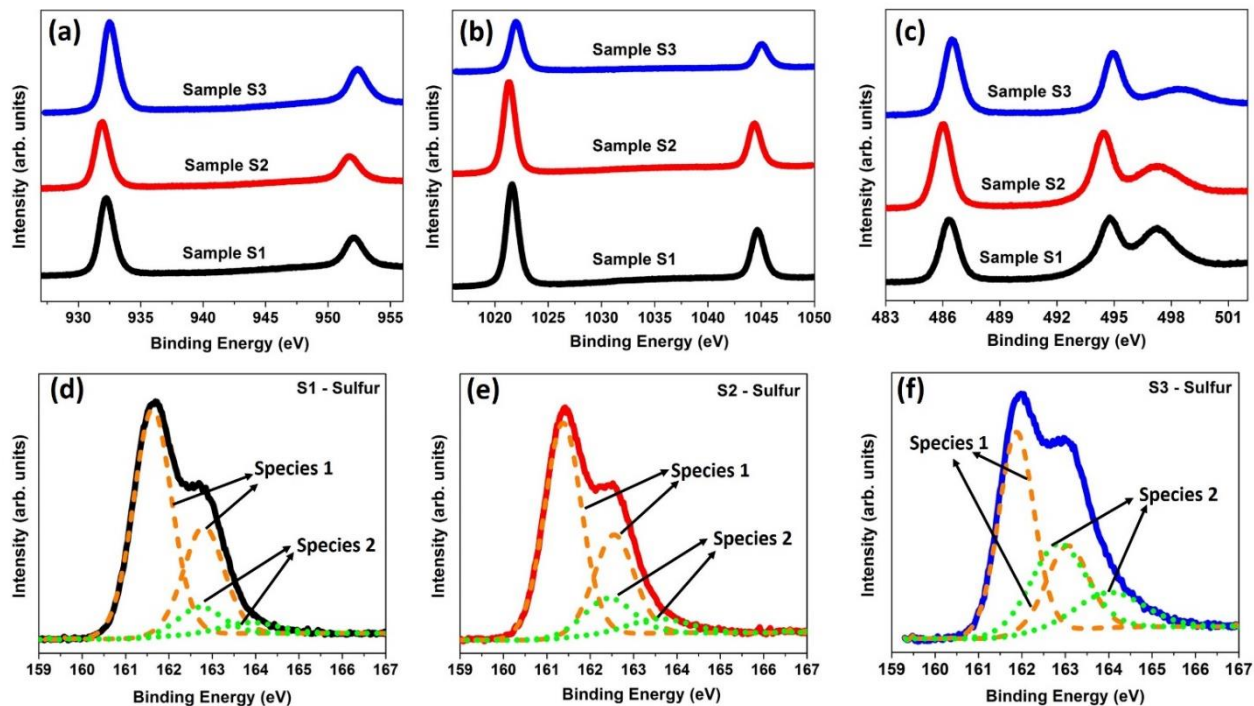 (a)
Sample S3
Sample S2
Sample S1
Intensity (arb. units)
930 935 940 945 950 955
Binding Energy (eV)
(b)
Sample S3
Sample S2
Sample S1
Intensity (arb. units)
1020 1025 1030 1035 1040 1045 1050
Binding Energy (eV)
(c)
Sample S3
Sample S2
Sample S1
Intensity (arb. units)
483 486 489 492 495 498 501
Binding Energy (eV)
(d)
S1 - Sulfur
Species 1
Species 2
Intensity (arb. units)
159 160 161 162 163 164 165 166 167
Binding Energy (eV)
(e)
S2 - Sulfur
Species 1
Species 2
Intensity (arb. units)
159 160 161 162 163 164 165 166 167
Binding Energy (eV)
(f)
S3 - Sulfur
Species 1
Species 2
Intensity (arb. units)
159 160 161 162 163 164 165 166 167
Binding Energy (eV)